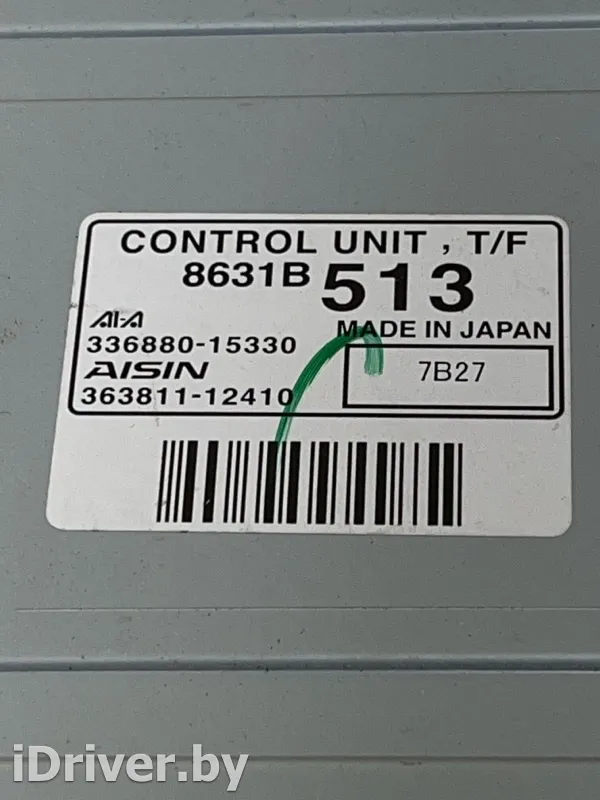 CONTROL UNIT , T/F
8631B 513
AI-A MADE IN JAPAN
336880-15330
AISIN 7B27
363811-12410
iDriver.by